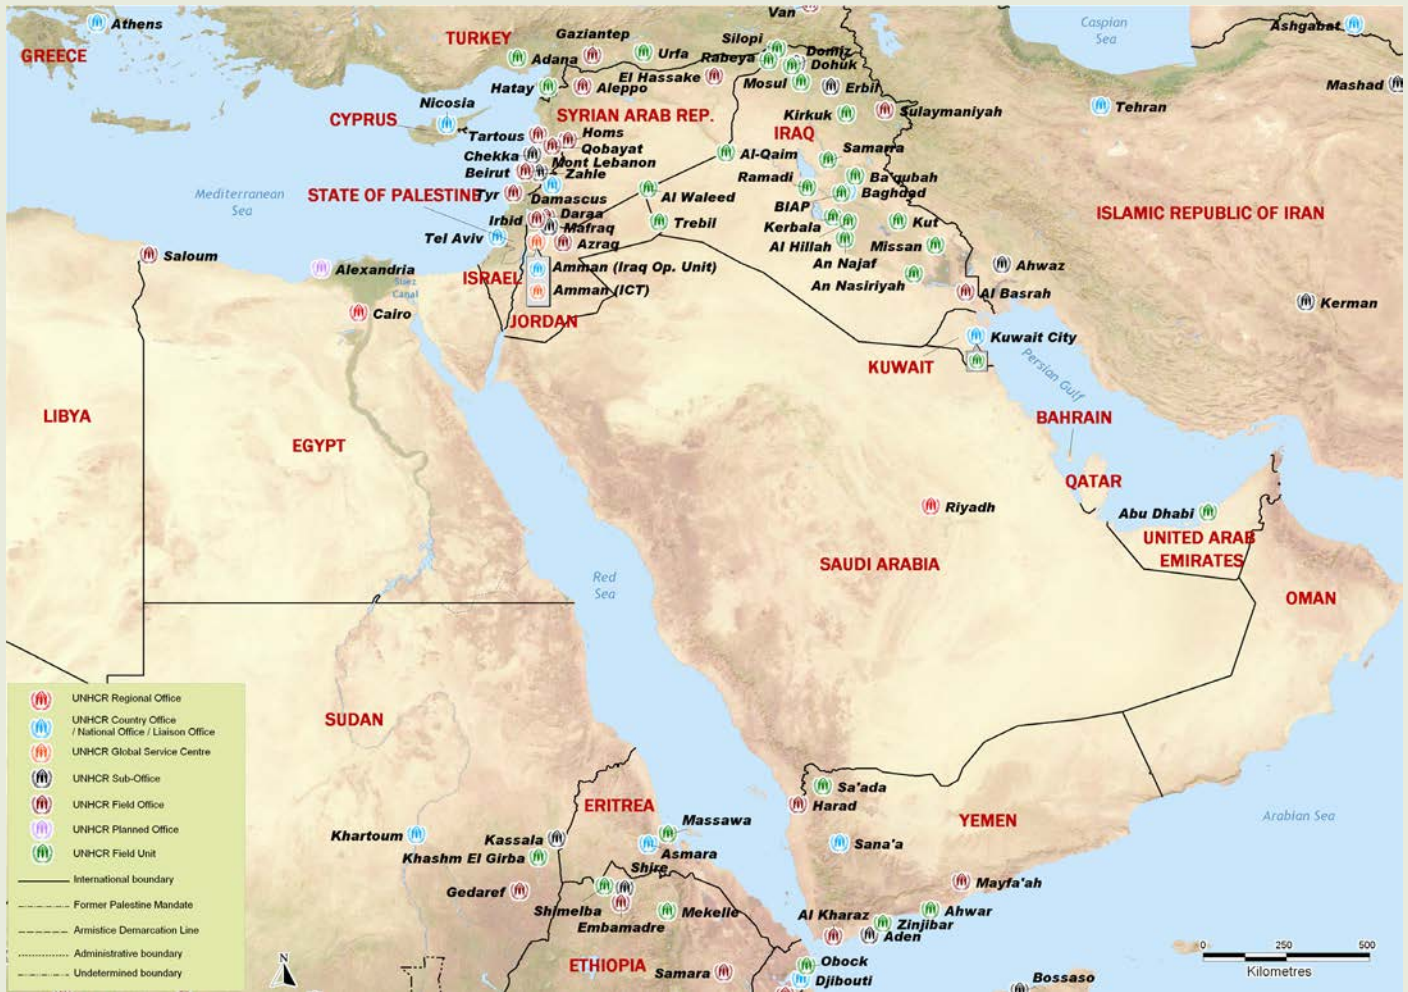 Van
Athens
GREECE
TURKEY
Gaziantep
Silopi
Caspian
Sea
Ashgabat
Adana
Urfa
Rabeya
Domiz
Dohuk
El Hassake
Mosul
Mashad
Hatay
Aleppo
Erbil
Nicosia
CYPRUS
SYRIAN ARAB REP.
Kirkuk
Sulaymaniyah
Tehran
Tartous
Homs
Qobayat
IRAQ
Chekka
Mont Lebanon
Al-Qaim
Samarra
Beirut
Zahle
Ramadi
Ba'qubah
Mediterranean
Sea
STATE OF PALESTINE
Tyr
Damascus
Al Waleed
Baghdad
BIAP
Irbid
Daraa
Mafraq
Trebil
Kerbala
Kut
ISLAMIC REPUBLIC OF IRAN
Tel Aviv
Azraq
Al Hillah
Missan
Saloum
Alexandria
ISRAEL
Amman (Iraq Op. Unit)
An Najaf
Ahwaz
Suez
Canal
Amman (ICT)
An Nasiriyah
Al Basrah
Kerman
Cairo
JORDAN
Kuwait City
KUWAIT
Persian Gulf
LIBYA
EGYPT
BAHRAIN
QATAR
Riyadh
Abu Dhabi
UNITED ARAB
EMIRATES
SAUDI ARABIA
Red
Sea
OMAN
SUDAN
Sa'ada
Harad
ERITREA
YEMEN
Arabian Sea
Khartoum
Kassala
Massawa
Sana'a
Khashm El Girba
Asmara
Shire
Gedaref
Mayfa'ah
Shimelba
Mekelle
Embamadre
Al Kharaz
Ahwar
Zinjibar
Aden
ETHIOPIA
Samara
Obock
Djibouti
Bossaso
UNHCR Regional Office
UNHCR Country Office
/ National Office / Liaison Office
UNHCR Global Service Centre
UNHCR Sub-Office
UNHCR Field Office
UNHCR Planned Office
UNHCR Field Unit
International boundary
Former Palestine Mandate
Armistice Demarcation Line
Administrative boundary
Undetermined boundary
N
0 250 500
Kilometres